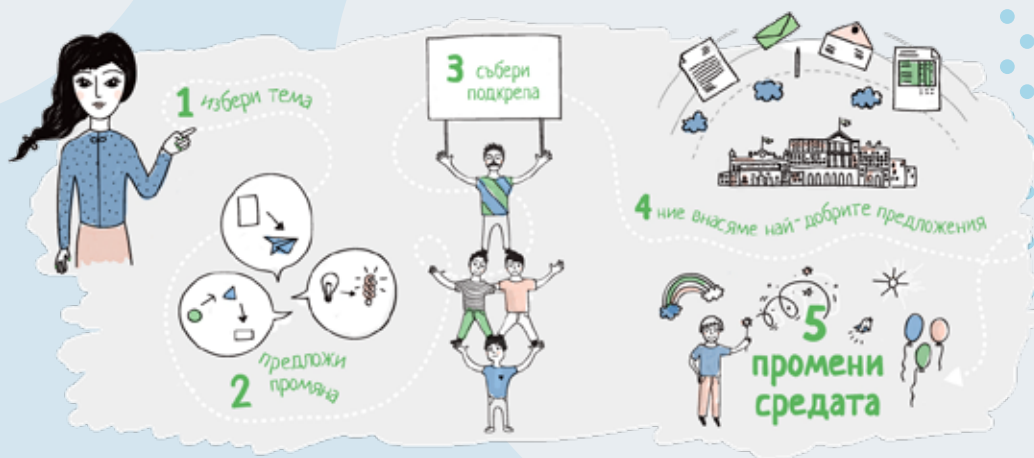 1 избери тема
2 предложи
промяна
3 събери
подкрепа
4 ние внасяме най-добрите предложения
5
промени
средата